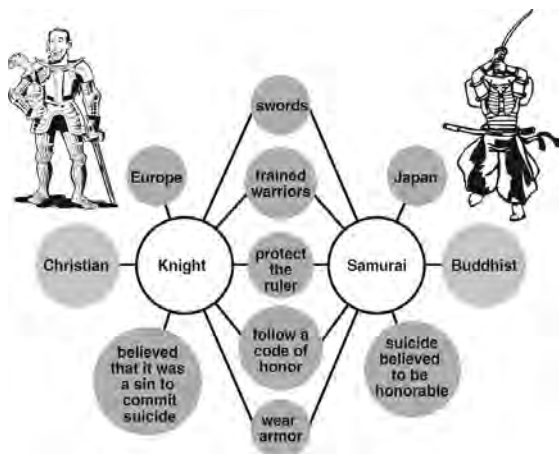 swords
Europe
trained
warriors
Japan
Christian
Knight
protect
the
ruler
Samurai
Buddhist
believed
that it was
a sin to
commit
suicide
follow a
code of
honor
suicide
believed
to be
honorable
wear
armor